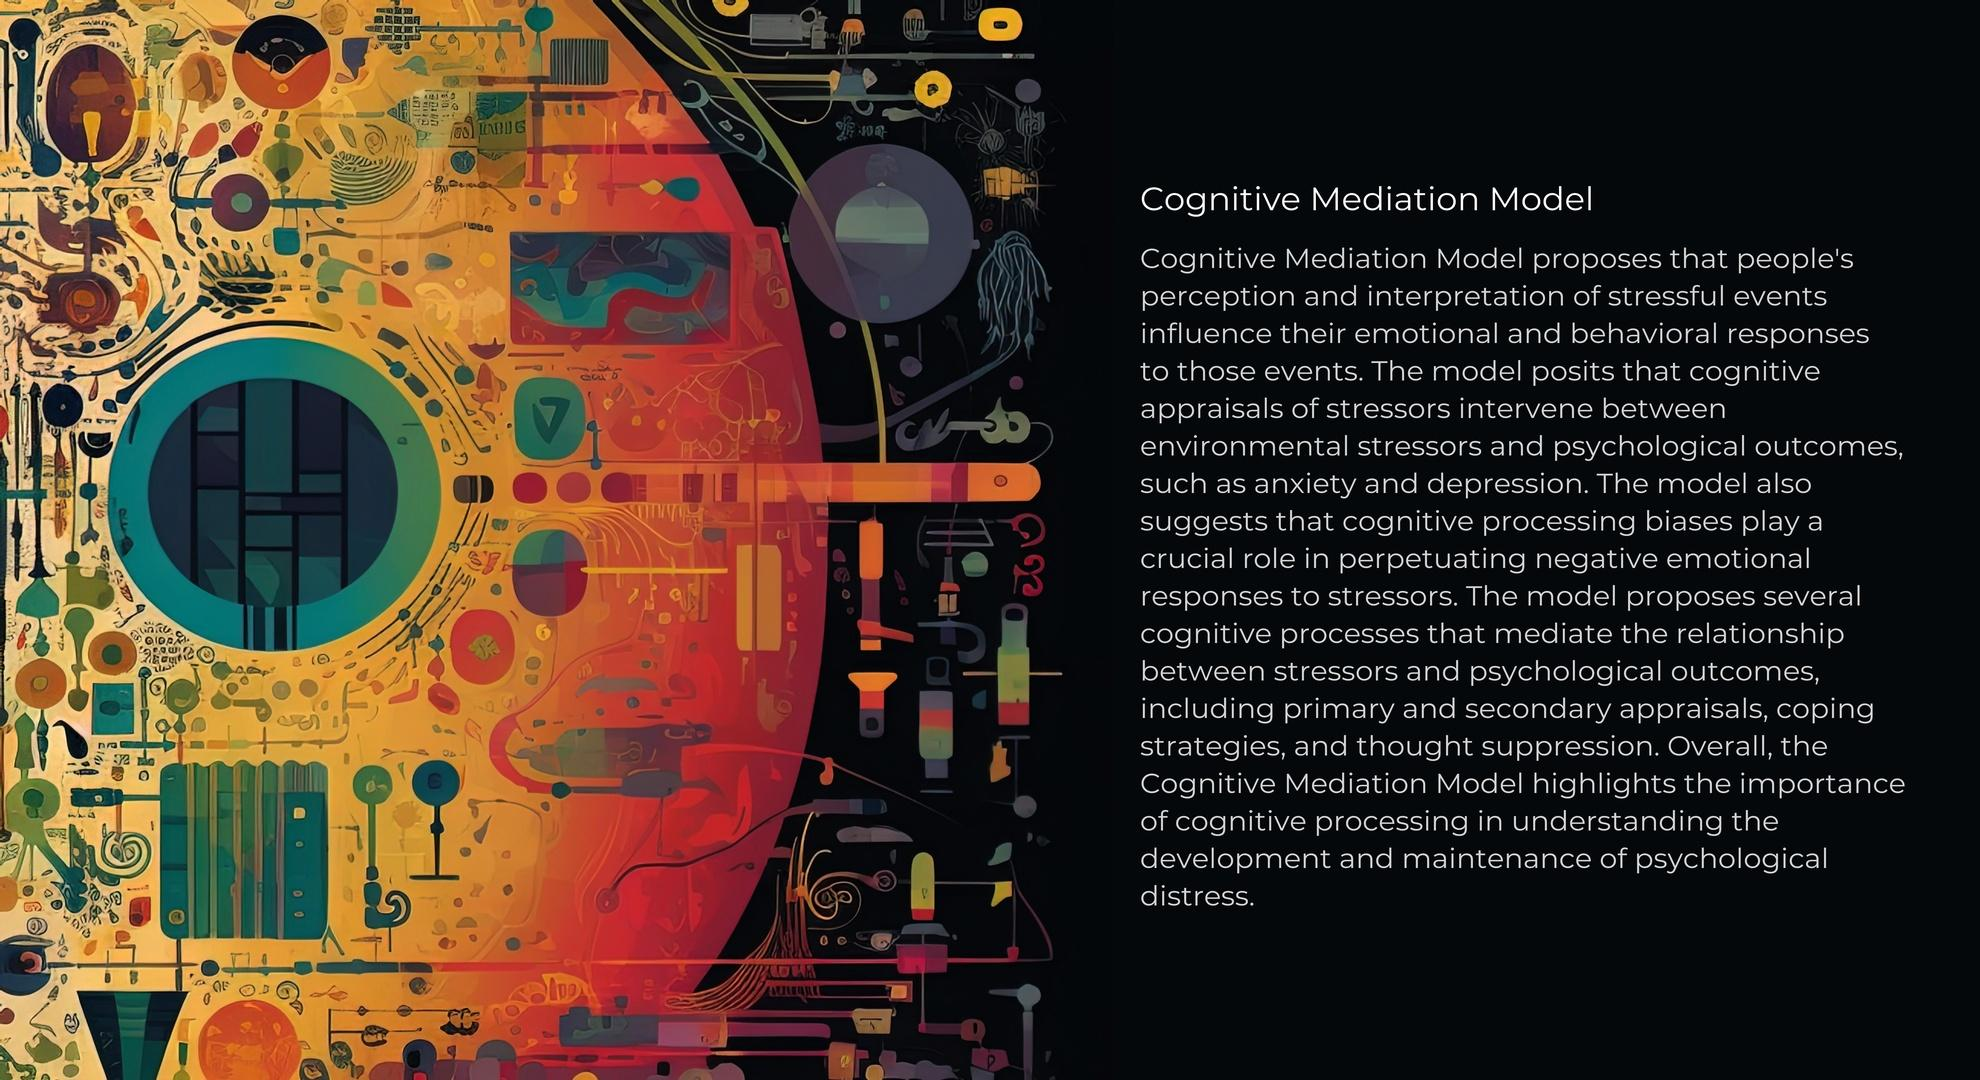 Cognitive Mediation Model
Cognitive Mediation Model proposes that people's
perception and interpretation of stressful events
influence their emotional and behavioral responses
to those events. The model posits that cognitive
appraisals of stressors intervene between
environmental stressors and psychological outcomes,
such as anxiety and depression. The model also
suggests that cognitive processing biases play a
crucial role in perpetuating negative emotional
responses to stressors. The model proposes several
cognitive processes that mediate the relationship
between stressors and psychological outcomes,
including primary and secondary appraisals, coping
strategies, and thought suppression. Overall, the
Cognitive Mediation Model highlights the importance
of cognitive processing in understanding the
development and maintenance of psychological
distress.